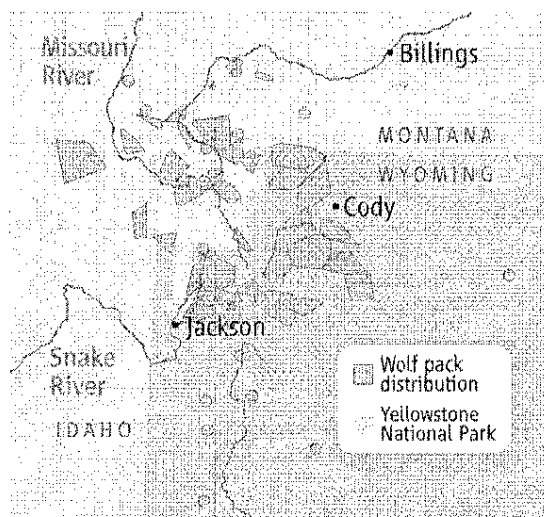 Missouri
River
Billings
MONTANA
WYOMING
Cody
Jackson
Snake
River
IDAHO
Wolf pack
distribution
Yellowstone
National Park